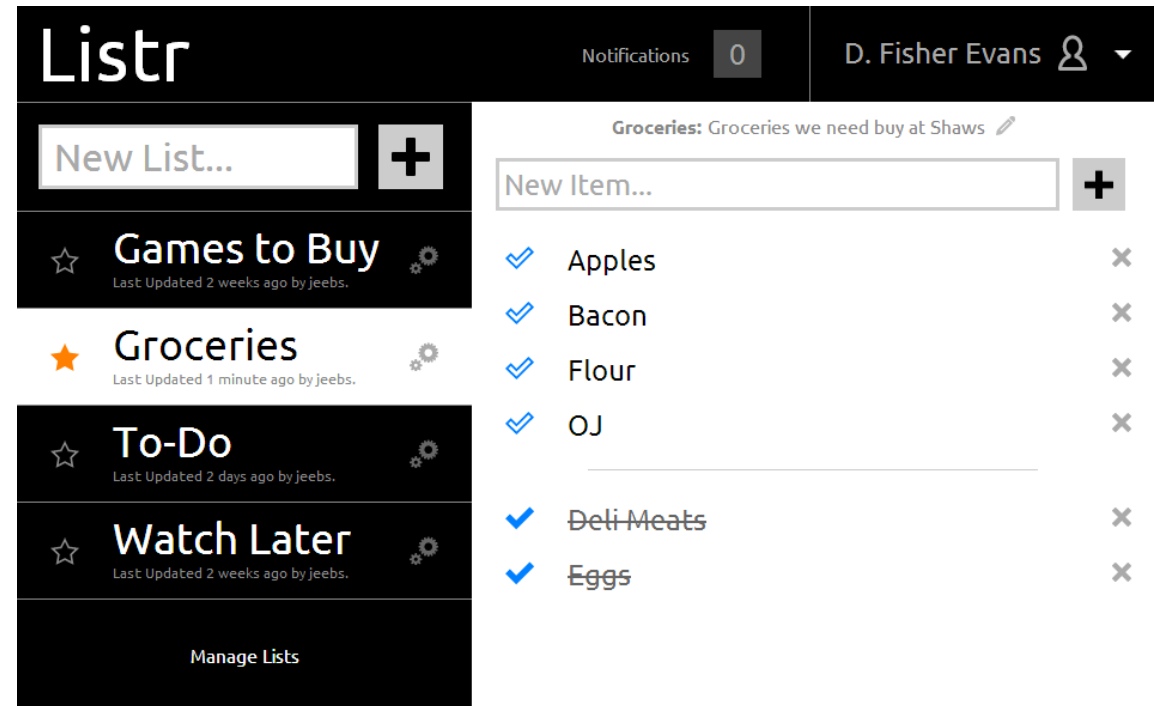 Listr
Notifications 0
D. Fisher Evans
New List...
Games to Buy
Last Updated 2 weeks ago by jeebs.
Groceries
Last Updated 1 minute ago by jeebs.
To-Do
Last Updated 2 days ago by jeebs.
Watch Later
Last Updated 2 weeks ago by jeebs.
Manage Lists
Groceries: Groceries we need buy at Shaws
New Item...
Apples
Bacon
Flour
OJ
Deli Meats
Eggs